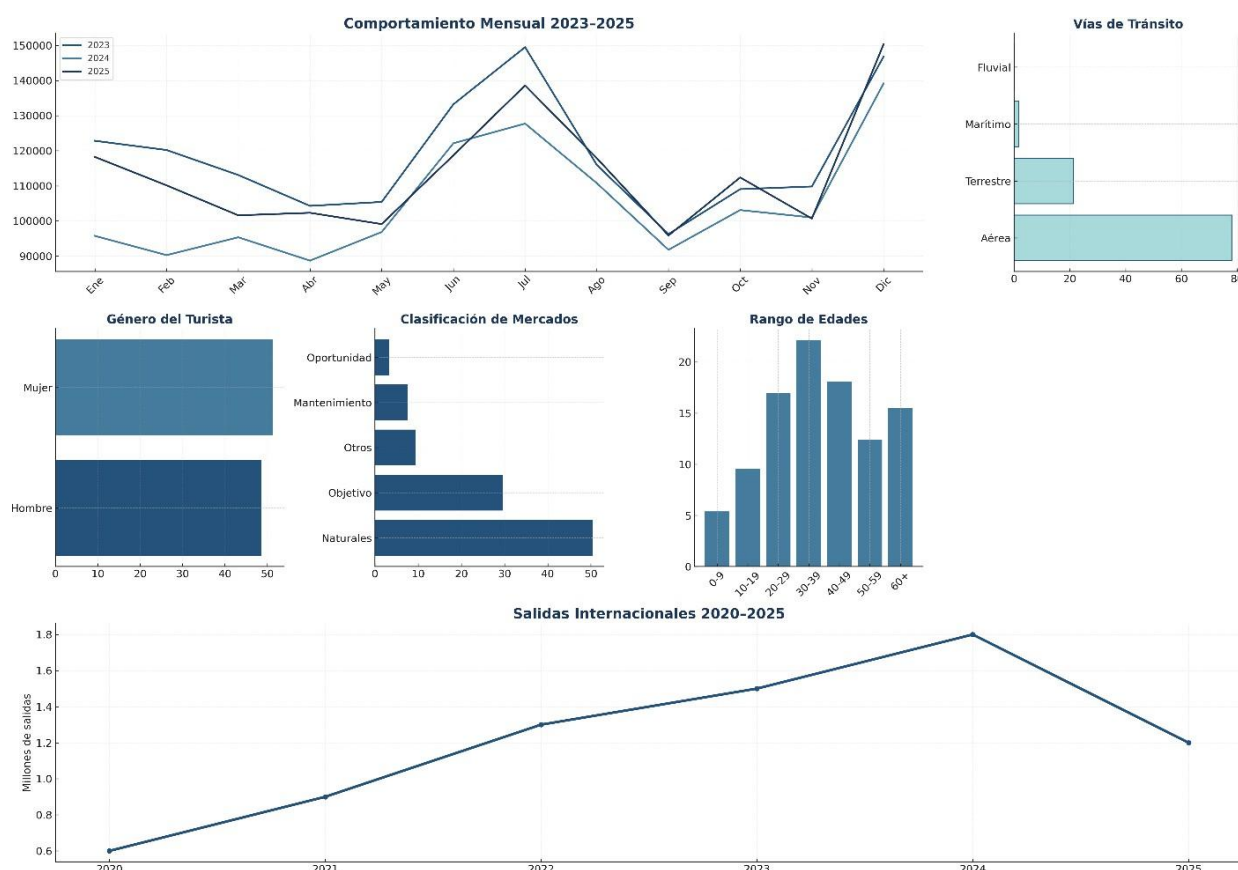 Comportamiento Mensual 2023–2025
150000
140000
130000
120000
110000
100000
90000
2023
2024
2025
Ene Feb Mar Abr May Jun Jul Ago Sep Oct Nov Dic
Vías de Tránsito
Fluvial
Marítimo
Terrestre
Aérea
0 20 40 60
Género del Turista
Mujer
Hombre
0 10 20 30 40 50
Clasificación de Mercados
Oportunidad
Mantenimiento
Otros
Objetivo
Naturales
0 10 20 30 40 50
Rango de Edades
20
15
10
5
0
0-9 10-19 20-29 30-39 40-49 50-59 60+
Salidas Internacionales 2020–2025
Millones de salidas
1.8
1.6
1.4
1.2
1.0
0.8
0.6
2020 2021 2022 2023 2024 2025